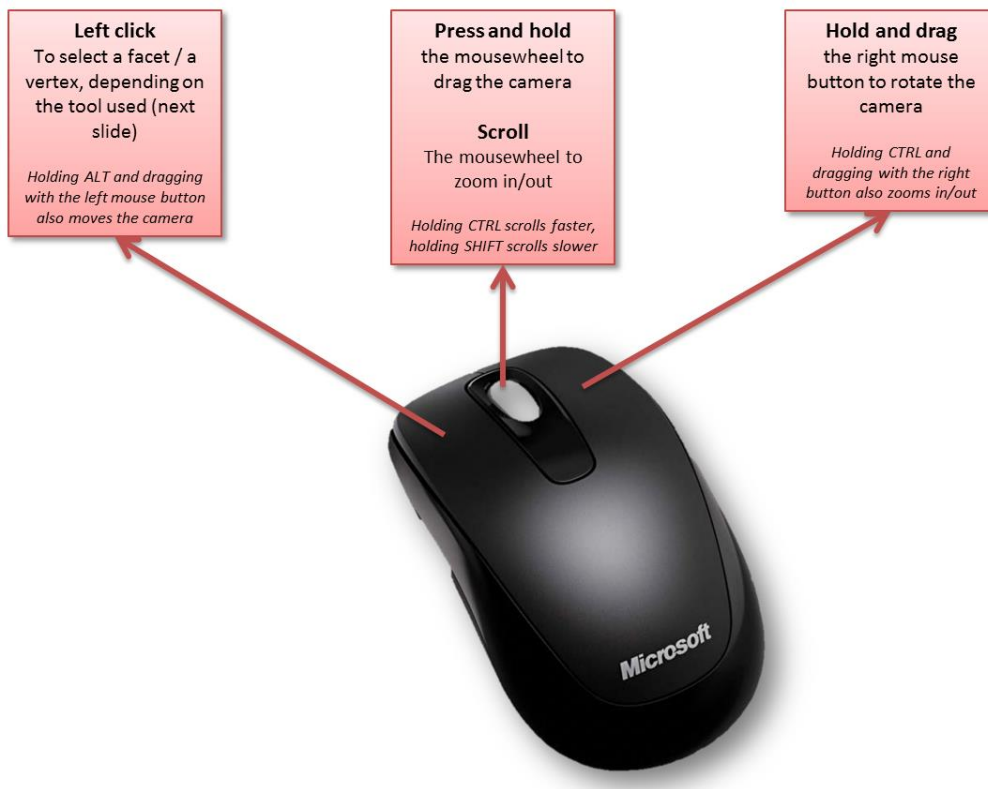 Left click
To select a facet / a
vertex, depending on
the tool used (next
slide)
Holding ALT and dragging
with the left mouse button
also moves the camera
Press and hold
the mousewheel to
drag the camera
Scroll
The mousewheel to
zoom in/out
Holding CTRL scrolls faster,
holding SHIFT scrolls slower
Hold and drag
the right mouse
button to rotate the
camera
Holding CTRL and
dragging with the right
button also zooms in/out
Microsoft